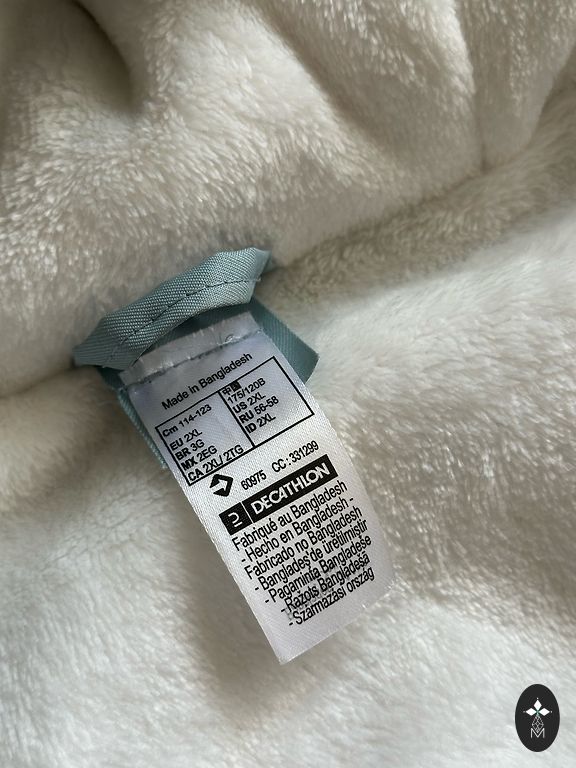 Made in Bangladesh
Cm 114-123
EU 2XL
BR 3G
MX 2EG
CA 2XL/2TG
中国
175/120B
US 2XL
RU 56-58
ID 2XL
60975 CC:331299
DECATHLON
Fabriqué au Bangladesh
- Hecho en Bangladesh -
Fabricado no Bangladesh
- Bangladeş'de üretilmiştir
- Pagaminta Bangladeše
- Ražots Bangladešā
- Származási ország
M